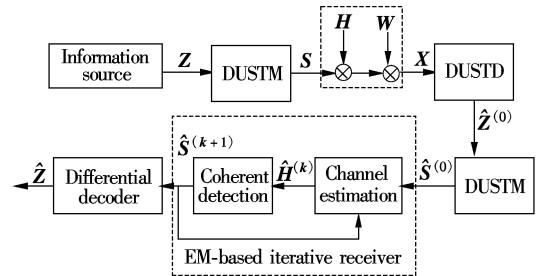 H W
Information source
Z
DUSTM
S
X
DUSTD
Ẑ⁽⁰⁾
DUSTM
Ŝ⁽⁰⁾
Channel estimation
Ĥ⁽ᵏ⁾
Coherent detection
Ŝ⁽ᵏ⁺¹⁾
Differential decoder
Ẑ
EM-based iterative receiver